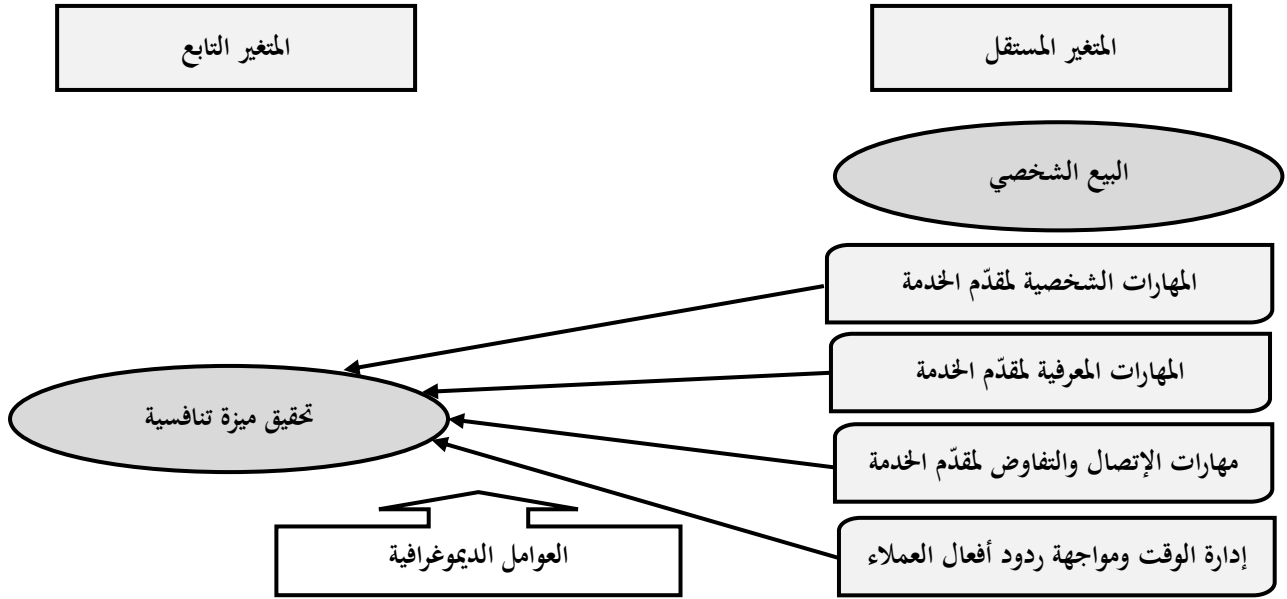 المتغير المستقل
المتغير التابع
البيع الشخصي
المهارات الشخصية لمقدّم الخدمة
المهارات المعرفية لمقدّم الخدمة
تحقيق ميزة تنافسية
مهارات الإتصال والتفاوض لمقدّم الخدمة
إدارة الوقت ومواجهة ردود أفعال العملاء
العوامل الديموغرافية